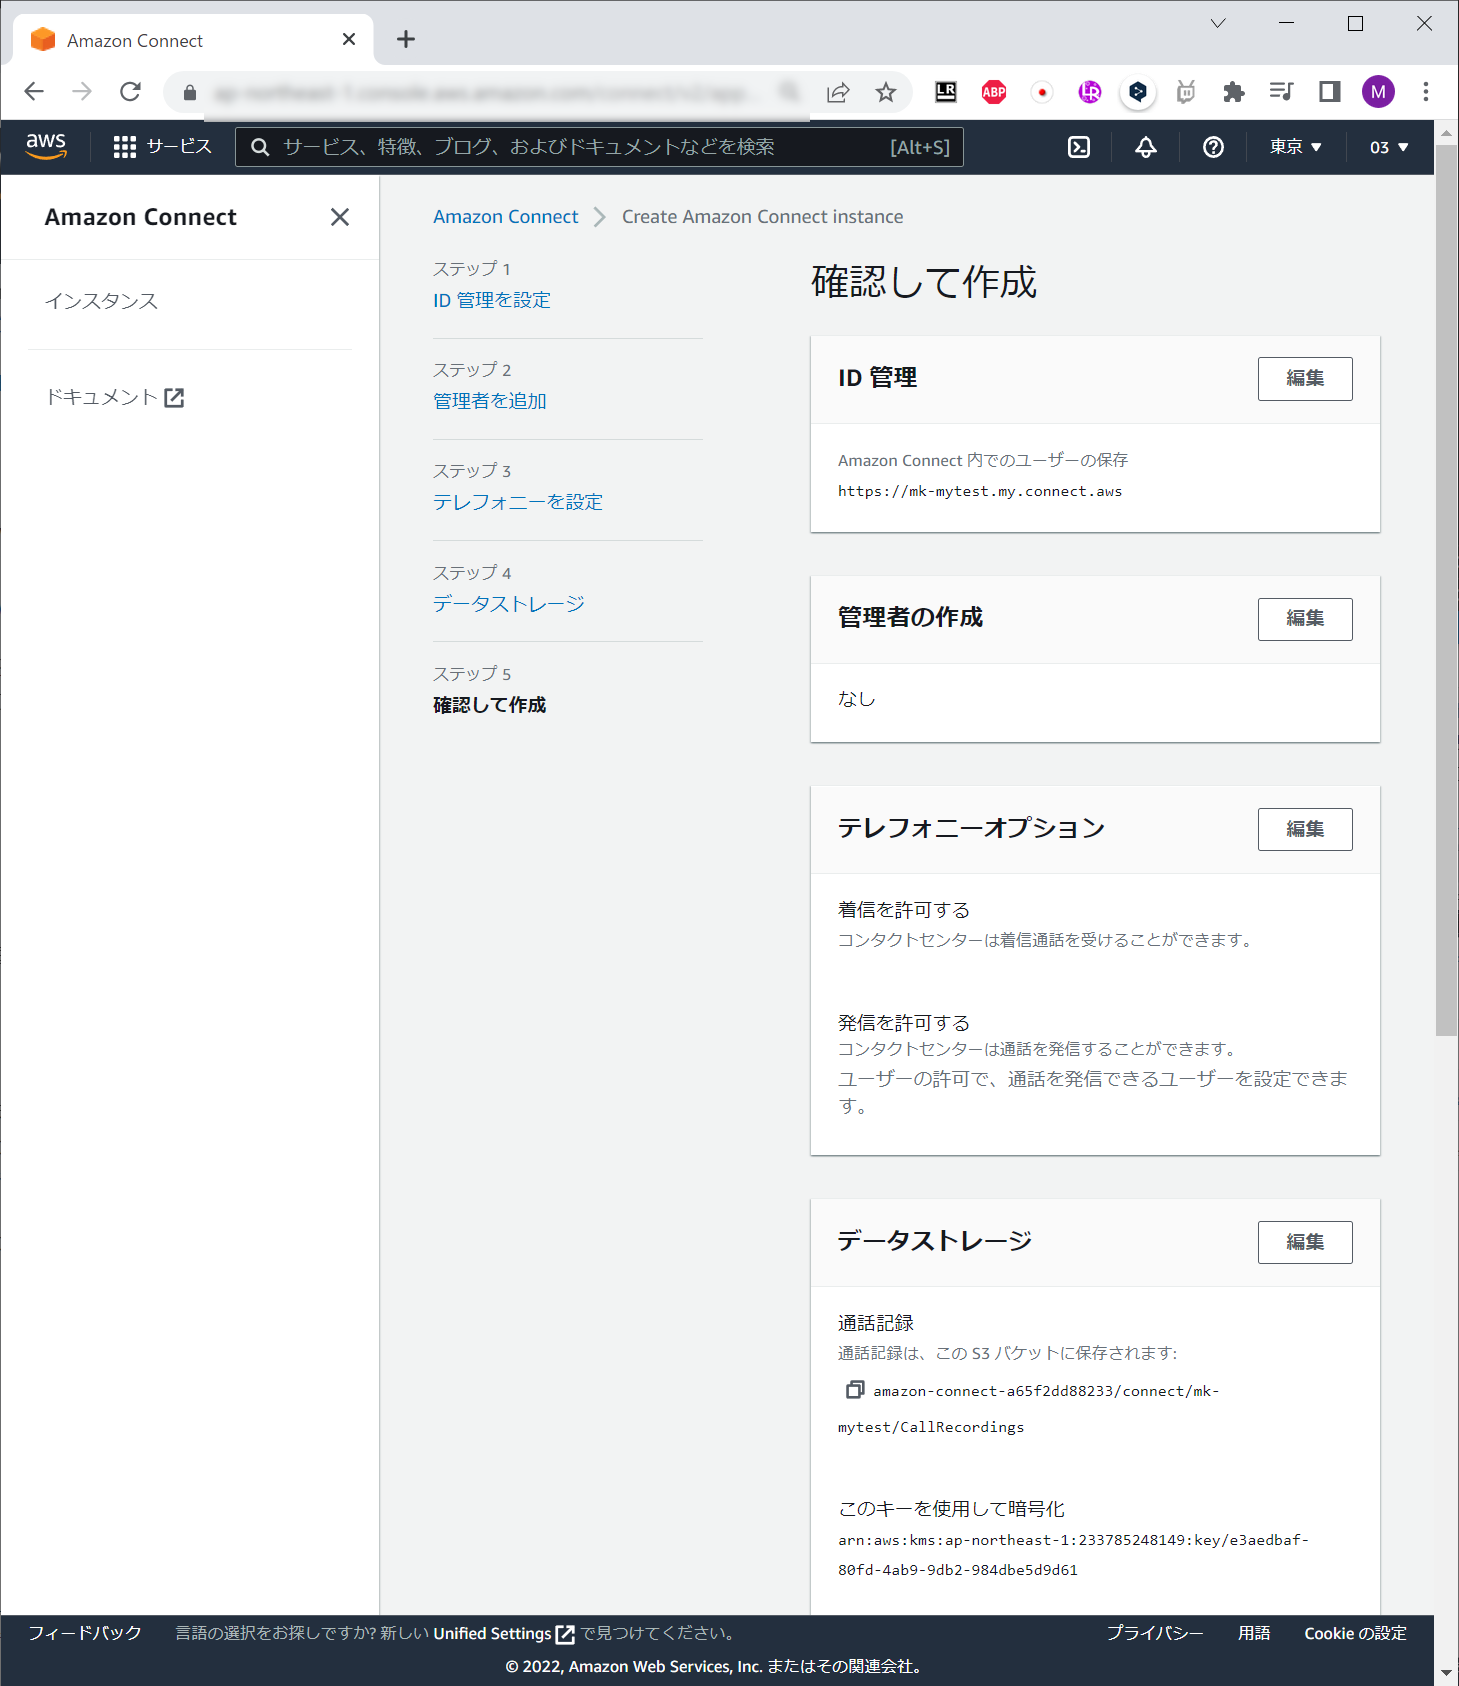 Amazon Connect
LR
ABP
LR
M
aws
サービス
サービス、特徴、ブログ、およびドキュメントなどを検索
[Alt+S]
東京 ▼
03 ▼
Amazon Connect
インスタンス
ドキュメント
Amazon Connect
Create Amazon Connect instance
ステップ 1
ID 管理を設定
ステップ 2
管理者を追加
ステップ 3
テレフォニーを設定
ステップ 4
データストレージ
ステップ 5
確認して作成
確認して作成
ID 管理
編集
Amazon Connect 内でのユーザーの保存
https://mk-mytest.my.connect.aws
管理者の作成
編集
なし
テレフォニーオプション
編集
着信を許可する
コンタクトセンターは着信通話を受けることができます。
発信を許可する
コンタクトセンターは通話を発信することができます。
ユーザーの許可で、通話を発信できるユーザーを設定できま
す。
データストレージ
編集
通話記録
通話記録は、この S3 バケットに保存されます:
amazon-connect-a65f2dd88233/connect/mk-
mytest/CallRecordings
このキーを使用して暗号化
arn:aws:kms:ap-northeast-1:233785248149:key/e3aedbaf-
80fd-4ab9-9db2-984dbe5d9d61
フィードバック
言語の選択をお探しですか? 新しい Unified Settings で見つけてください。
プライバシー
用語
Cookie の設定
© 2022, Amazon Web Services, Inc. またはその関連会社。